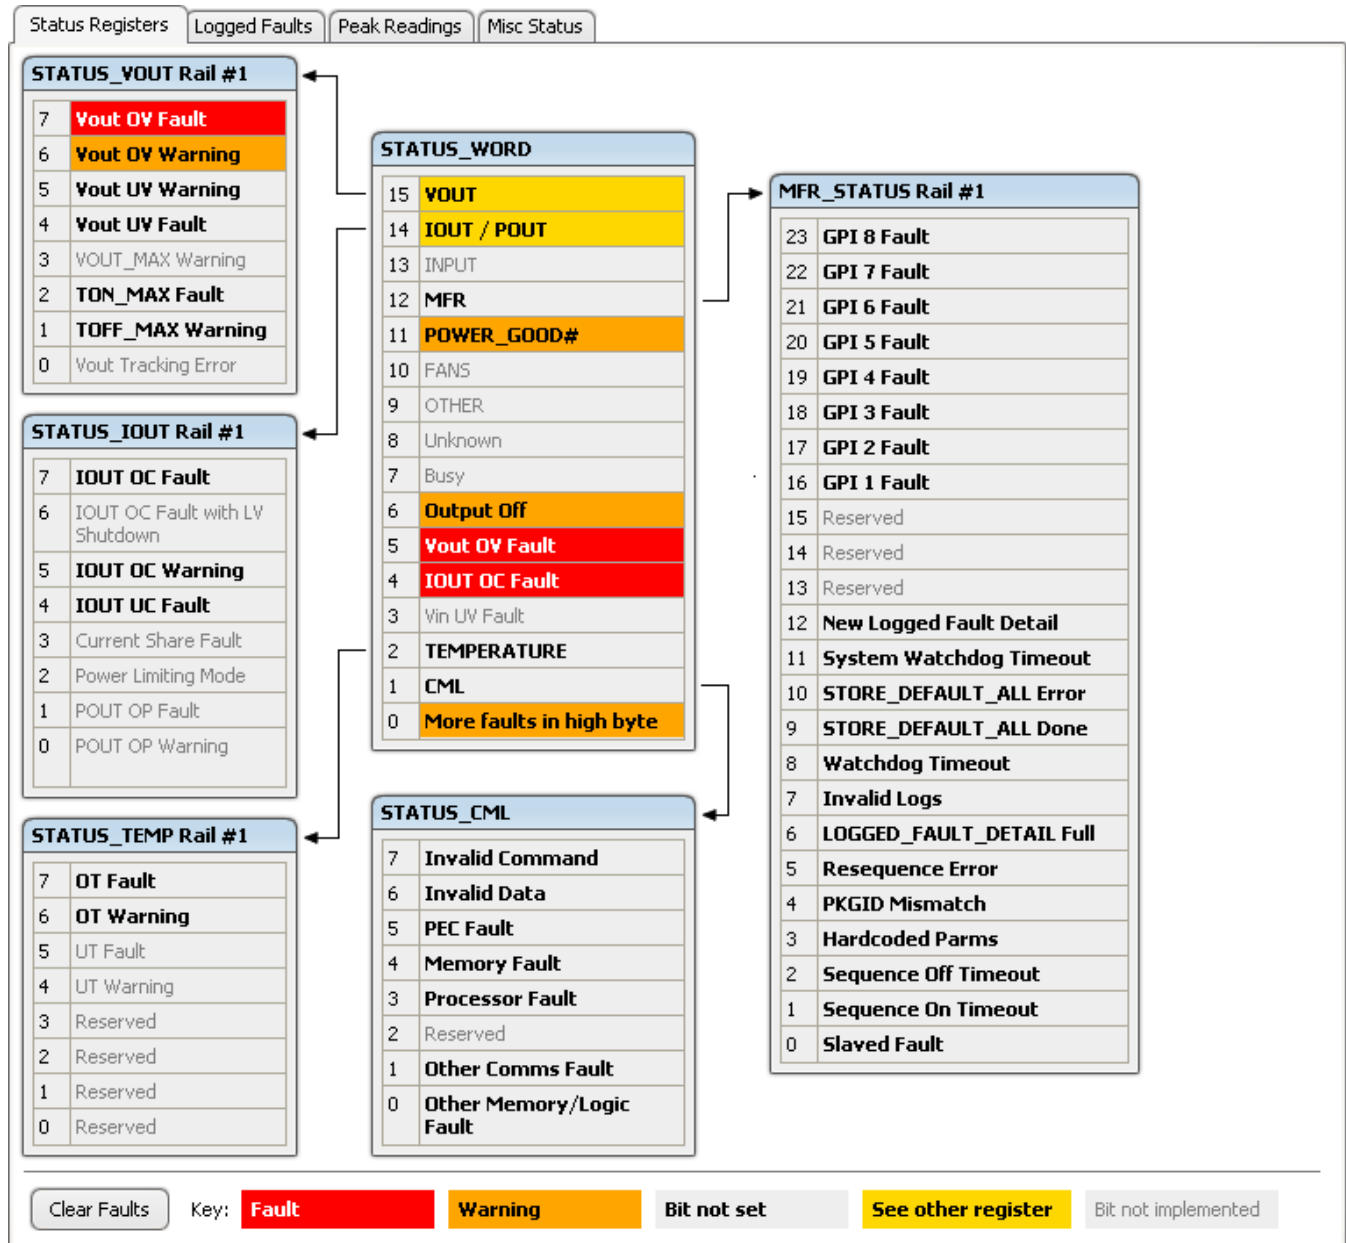 Status Registers Logged Faults Peak Readings Misc Status
STATUS_VOUT Rail #1
7 Vout OV Fault
6 Vout OV Warning
5 Vout UV Warning
4 Vout UV Fault
3 VOUT_MAX Warning
2 TON_MAX Fault
1 TOFF_MAX Warning
0 Vout Tracking Error
STATUS_IOUT Rail #1
7 IOUT OC Fault
6 IOUT OC Fault with LV
Shutdown
5 IOUT OC Warning
4 IOUT UC Fault
3 Current Share Fault
2 Power Limiting Mode
1 POUT OP Fault
0 POUT OP Warning
STATUS_TEMP Rail #1
7 OT Fault
6 OT Warning
5 UT Fault
4 UT Warning
3 Reserved
2 Reserved
1 Reserved
0 Reserved
STATUS_WORD
15 VOUT
14 IOUT / POUT
13 INPUT
12 MFR
11 POWER_GOOD#
10 FANS
9 OTHER
8 Unknown
7 Busy
6 Output Off
5 Vout OV Fault
4 IOUT OC Fault
3 Vin UV Fault
2 TEMPERATURE
1 CML
0 More faults in high byte
STATUS_CML
7 Invalid Command
6 Invalid Data
5 PEC Fault
4 Memory Fault
3 Processor Fault
2 Reserved
1 Other Comms Fault
0 Other Memory/Logic
Fault
MFR_STATUS Rail #1
23 GPI 8 Fault
22 GPI 7 Fault
21 GPI 6 Fault
20 GPI 5 Fault
19 GPI 4 Fault
18 GPI 3 Fault
17 GPI 2 Fault
16 GPI 1 Fault
15 Reserved
14 Reserved
13 Reserved
12 New Logged Fault Detail
11 System Watchdog Timeout
10 STORE_DEFAULT_ALL Error
9 STORE_DEFAULT_ALL Done
8 Watchdog Timeout
7 Invalid Logs
6 LOGGED_FAULT_DETAIL Full
5 Resequence Error
4 PKGID Mismatch
3 Hardcoded Parms
2 Sequence Off Timeout
1 Sequence On Timeout
0 Slaved Fault
Clear Faults Key: Fault Warning Bit not set See other register Bit not implemented